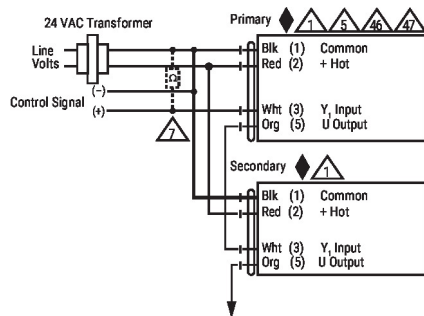 24 VAC Transformer
Primary
1
5
46
47
Line
Volts
Blk (1) Common
Red (2) + Hot
Ω
(−)
Control Signal
(+)
Wht (3) Y1 Input
Org (5) U Output
7
Secondary
1
Blk (1) Common
Red (2) + Hot
Wht (3) Y1 Input
Org (5) U Output